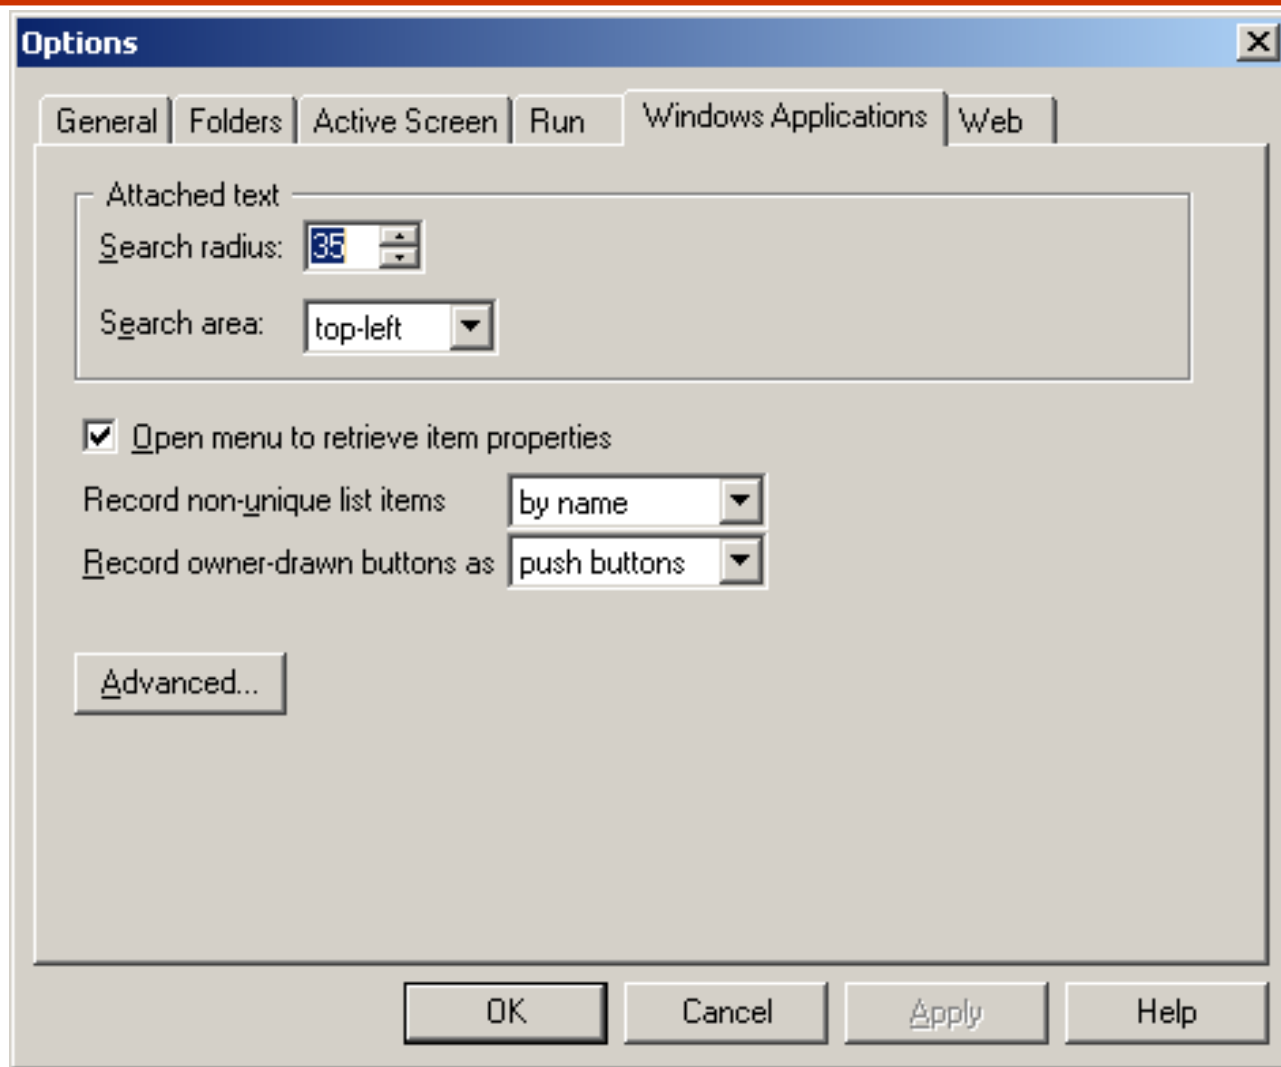 Options
General Folders Active Screen Run Windows Applications Web
Attached text
Search radius: 35
Search area: top-left
Open menu to retrieve item properties
Record non-unique list items by name
Record owner-drawn buttons as push buttons
Advanced...
OK Cancel Apply Help